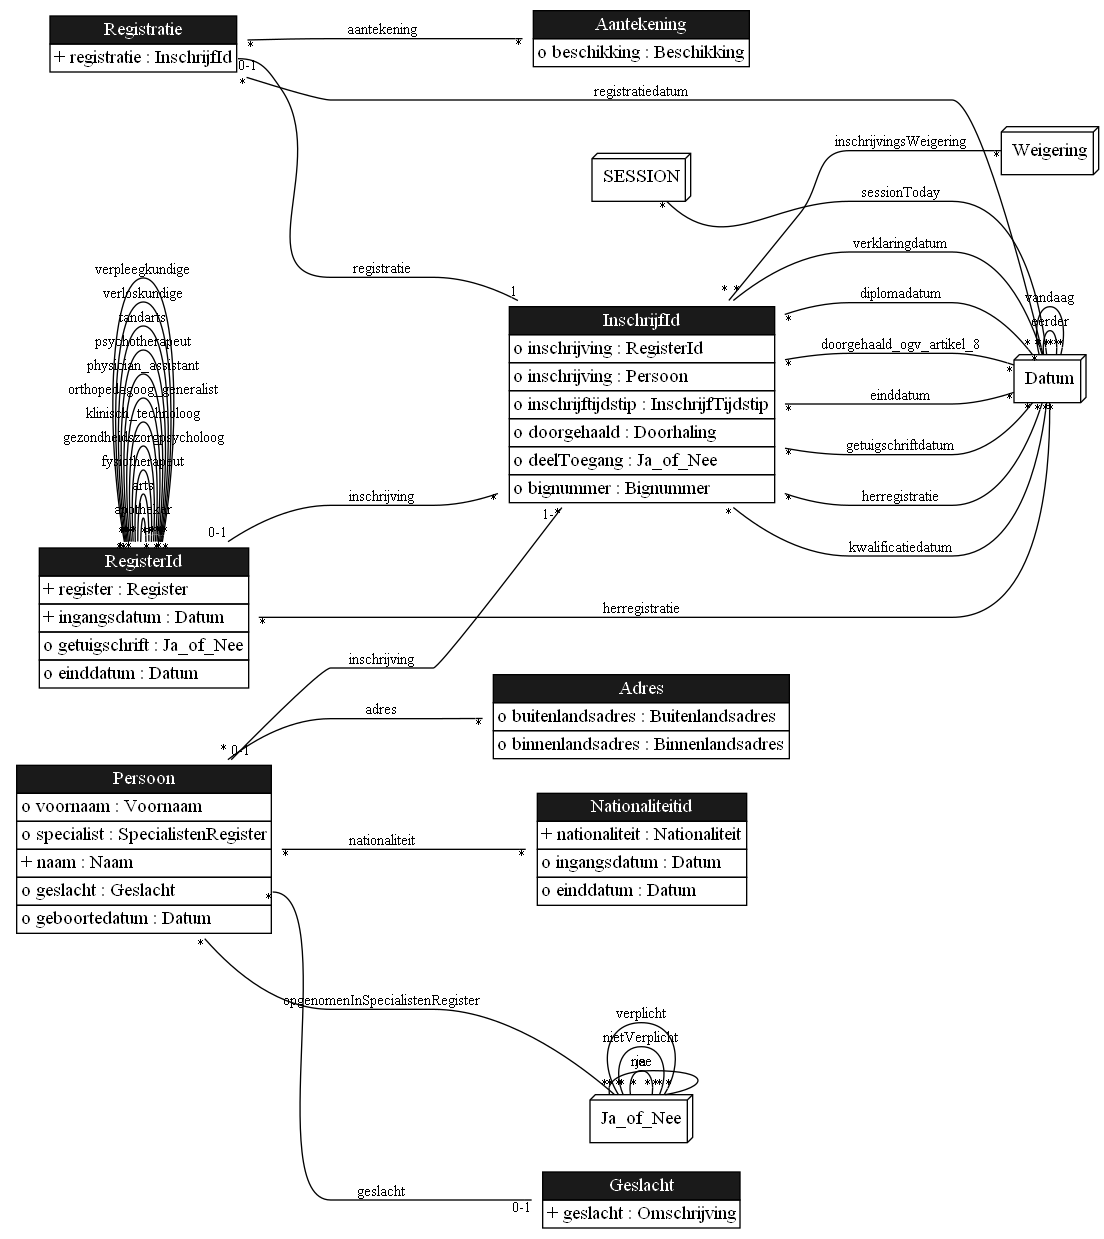 Registratie
+ registratie : InschrijfId
0-1
*
*
aantekening
*
Aantekening
o beschikking : Beschikking
registratiedatum
inschrijvingsWeigering
*
Weigering
SESSION
*
sessionToday
verklaringdatum
registratie
1
* *
diplomadatum
vandaag
eerder
doorgehaald_ogv_artikel_8
Datum
einddatum
getuigschriftdatum
herregistratie
kwalificatiedatum
InschrijfId
o inschrijving : RegisterId
o inschrijving : Persoon
o inschrijftijdstip : InschrijfTijdstip
o doorgehaald : Doorhaling
o deelToegang : Ja_of_Nee
o bignummer : Bignummer
1-*
*
verpleegkundige
verloskundige
tandarts
psychotherapeut
physician_assistant
orthopedagoog_generalist
klinisch_technoloog
gezondheidszorgpsycholoog
fysiotherapeut
arts
apotheker
inschrijving
*
0-1
RegisterId
+ register : Register
+ ingangsdatum : Datum
o getuigschrift : Ja_of_Nee
o einddatum : Datum
*
herregistratie
inschrijving
adres
*
Adres
o buitenlandsadres : Buitenlandsadres
o binnenlandsadres : Binnenlandsadres
*
0-1
Persoon
o voornaam : Voornaam
o specialist : SpecialistenRegister
+ naam : Naam
o geslacht : Geslacht
o geboortedatum : Datum
*
nationaliteit
*
Nationaliteitid
+ nationaliteit : Nationaliteit
o ingangsdatum : Datum
o einddatum : Datum
*
*
opgenomenInSpecialistenRegister
verplicht
nietVerplicht
nee
ja
Ja_of_Nee
geslacht
0-1
Geslacht
+ geslacht : Omschrijving